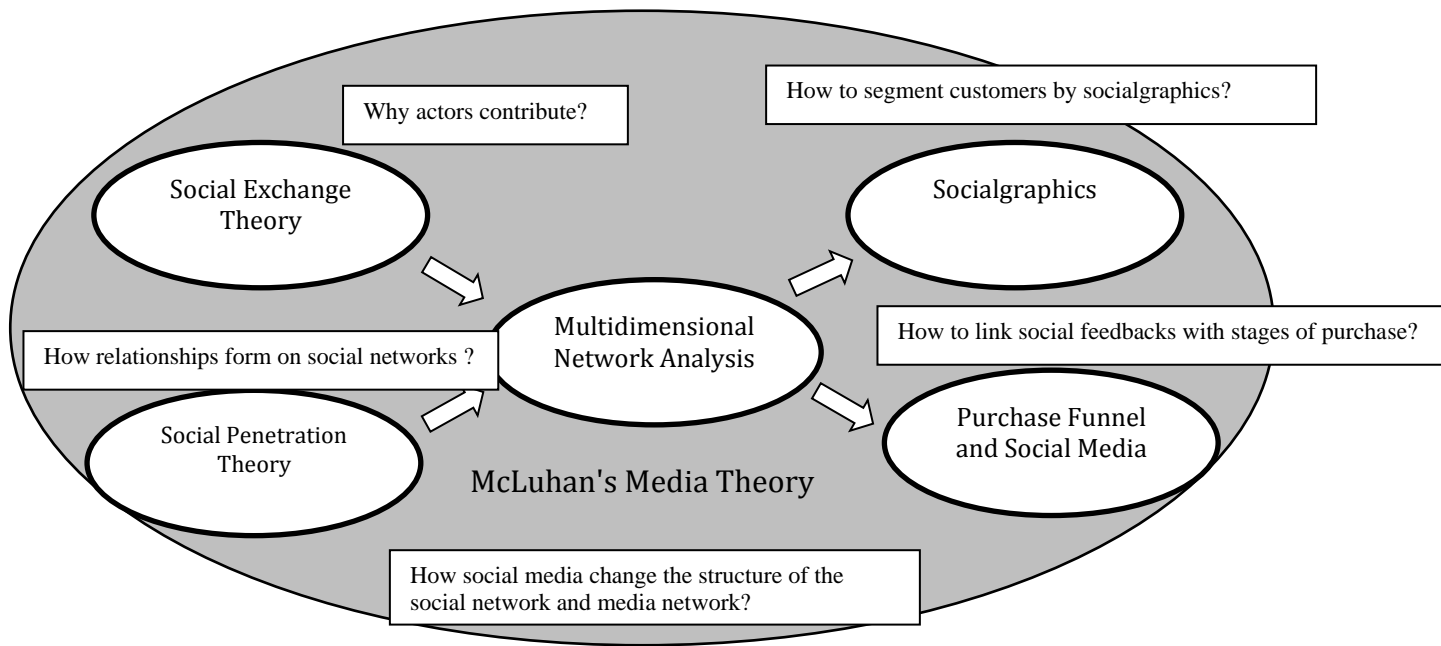 Why actors contribute?
How to segment customers by socialgraphics?
Social Exchange
Theory
Socialgraphics
Multidimensional
Network Analysis
How relationships form on social networks ?
How to link social feedbacks with stages of purchase?
Social Penetration
Theory
Purchase Funnel
and Social Media
McLuhan's Media Theory
How social media change the structure of the
social network and media network?